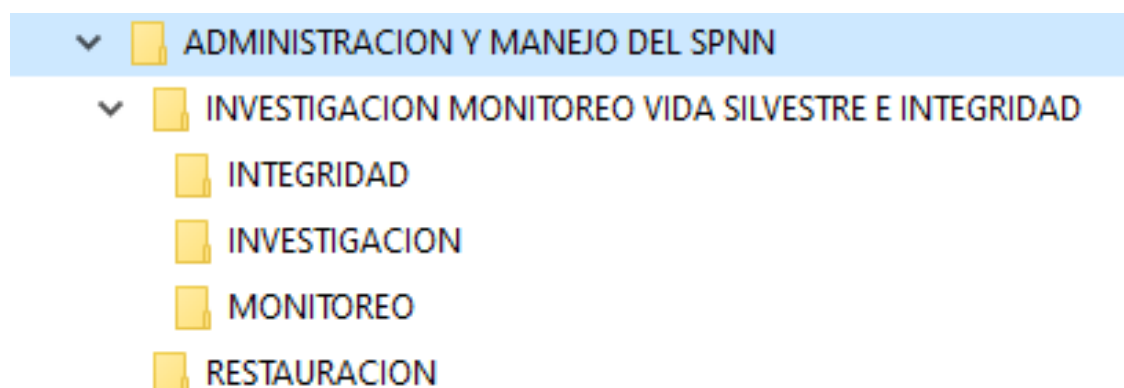 ADMINISTRACION Y MANEJO DEL SPNN
INVESTIGACION MONITOREO VIDA SILVESTRE E INTEGRIDAD
INTEGRIDAD
INVESTIGACION
MONITOREO
RESTAURACION